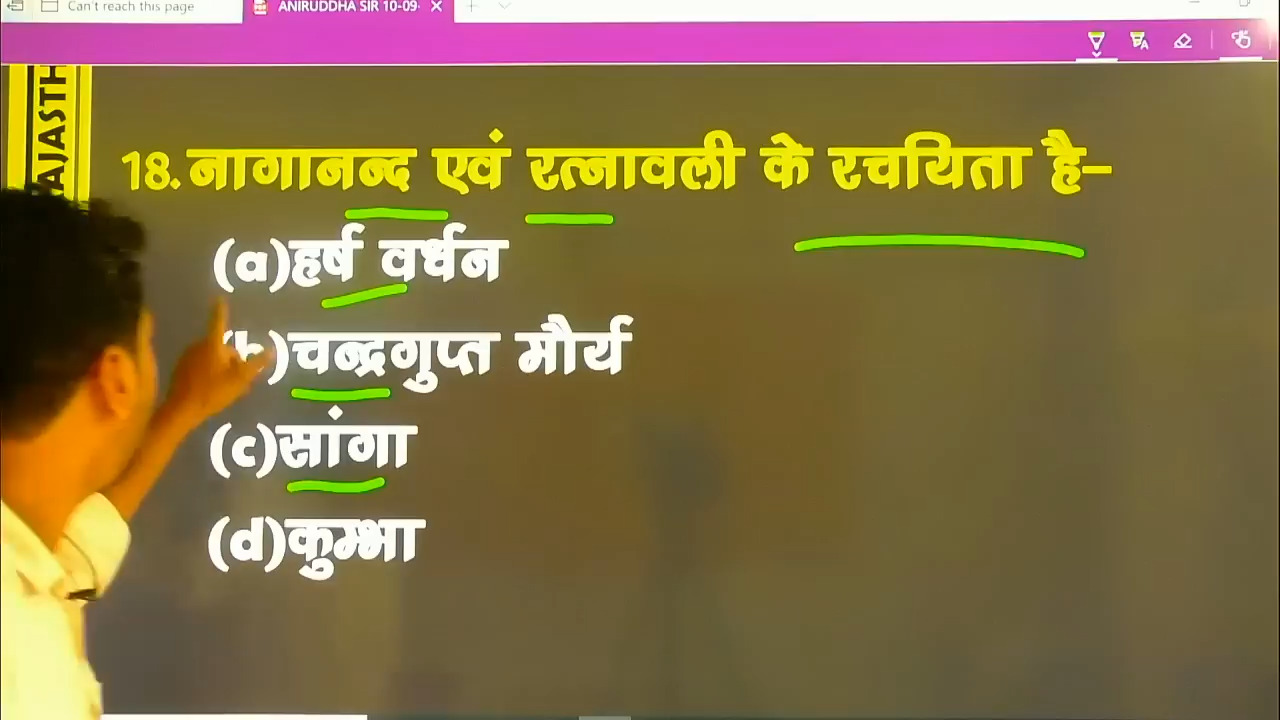 Can't reach this page
ANIRUDDHA SIR 10-09-
AJASTH
18.नागानन्द एवं रत्नावली के रचयिता है–
(a)हर्ष वर्धन
(b)चन्द्रगुप्त मौर्य
(c)सांगा
(d)कुम्भा